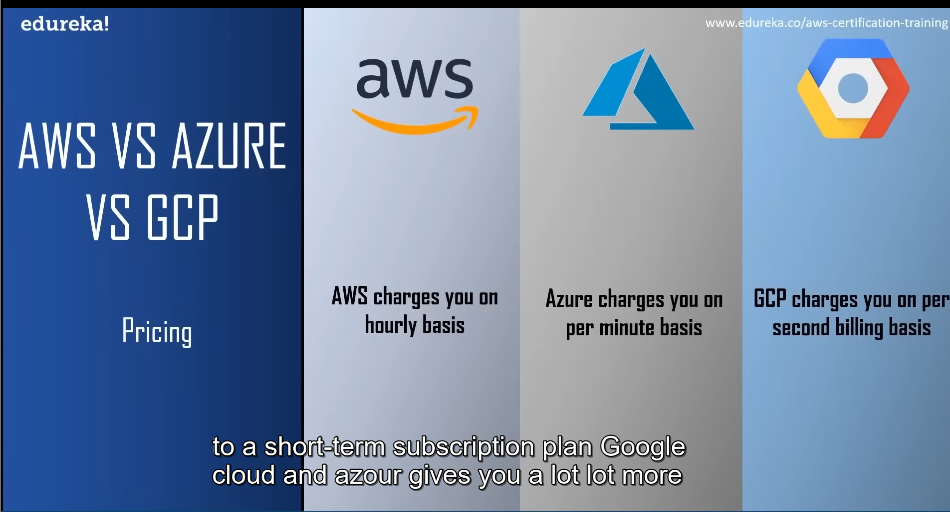 edureka!
www.edureka.co/aws-certification-training
aws
AWS VS AZURE
VS GCP
Pricing
AWS charges you on
hourly basis
Azure charges you on
per minute basis
GCP charges you on per
second billing basis
to a short-term subscription plan Google
cloud and azour gives you a lot lot more